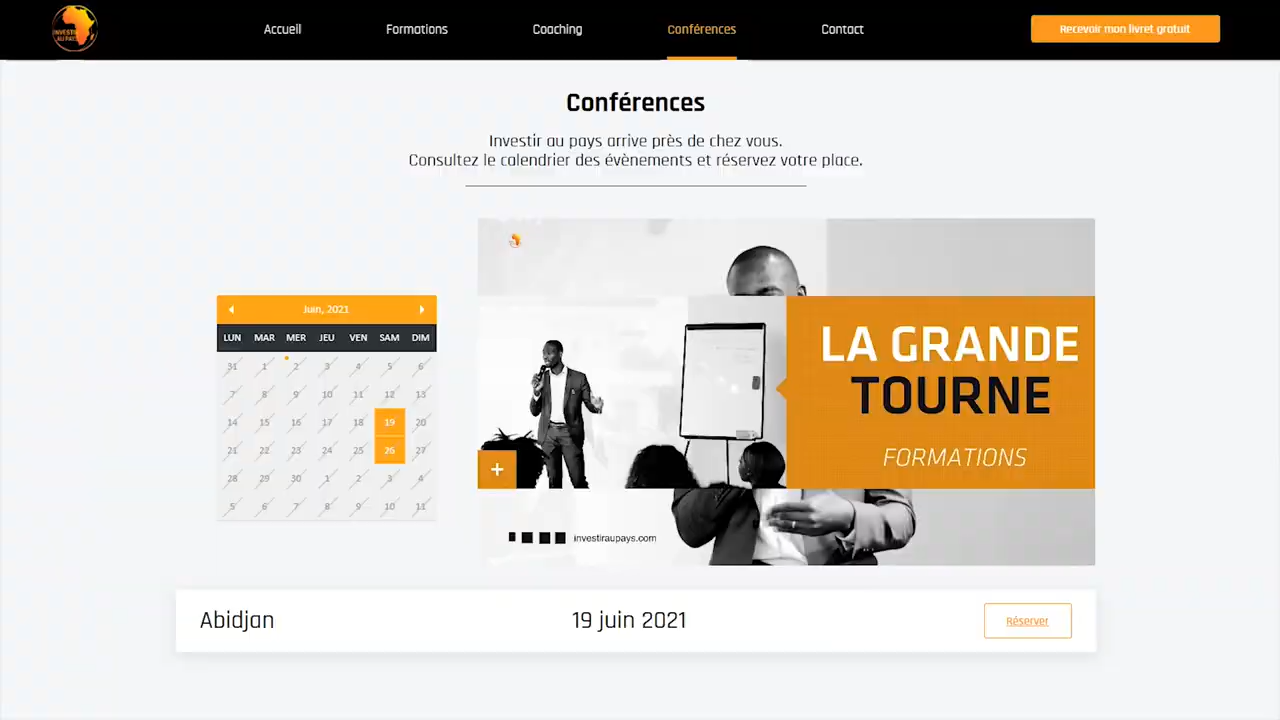 INVESTIR
AU PAYS
Accueil
Formations
Coaching
Conférences
Contact
Recevoir mon livret gratuit
Conférences
Investir au pays arrive près de chez vous.
Consultez le calendrier des évènements et réservez votre place.
Juin, 2021
LUN MAR MER JEU VEN SAM DIM
31 1 2 3 4 5 6
7 8 9 10 11 12 13
14 15 16 17 18 19 20
21 22 23 24 25 26 27
28 29 30 1 2 3 4
5 6 7 8 9 10 11
LA GRANDE
TOURNE
FORMATIONS
+
investiraupays.com
Abidjan
19 juin 2021
Réserver